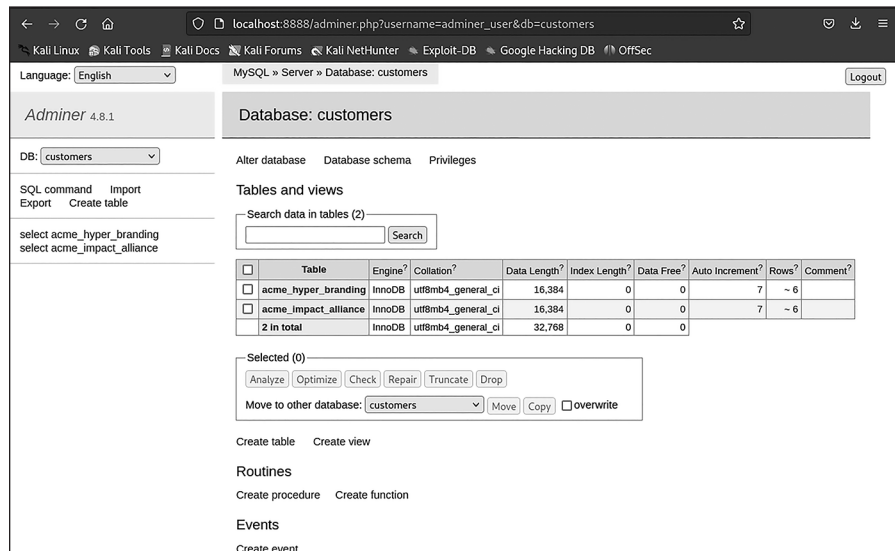 localhost:8888/adminer.php?username=adminer_user&db=customers
Kali Linux Kali Tools Kali Docs Kali Forums Kali NetHunter Exploit-DB Google Hacking DB OffSec
Language: English
MySQL » Server » Database: customers
Logout
Adminer 4.8.1
Database: customers
DB: customers
Alter database Database schema Privileges
SQL command Import
Export Create table
Tables and views
select acme_hyper_branding
select acme_impact_alliance
Search data in tables (2)
Search
Table Engine? Collation? Data Length? Index Length? Data Free? Auto Increment? Rows? Comment?
acme_hyper_branding InnoDB utf8mb4_general_ci 16,384 0 0 7 ~ 6
acme_impact_alliance InnoDB utf8mb4_general_ci 16,384 0 0 7 ~ 6
2 in total InnoDB utf8mb4_general_ci 32,768 0 0
Selected (0)
Analyze Optimize Check Repair Truncate Drop
Move to other database: customers Move Copy overwrite
Create table Create view
Routines
Create procedure Create function
Events
Create event